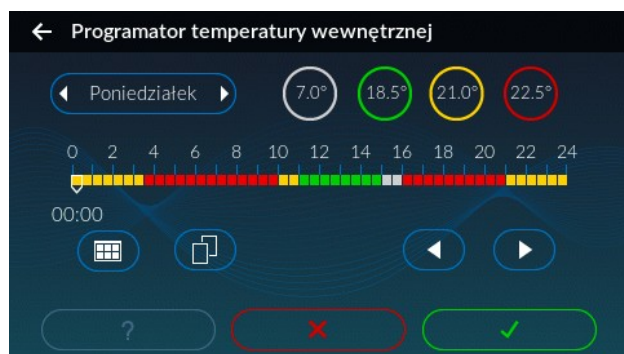 Programator temperatury wewnętrznej
Poniedziałek 7.0° 18.5° 21.0° 22.5°
0 2 4 6 8 10 12 14 16 18 20 22 24
00:00
?